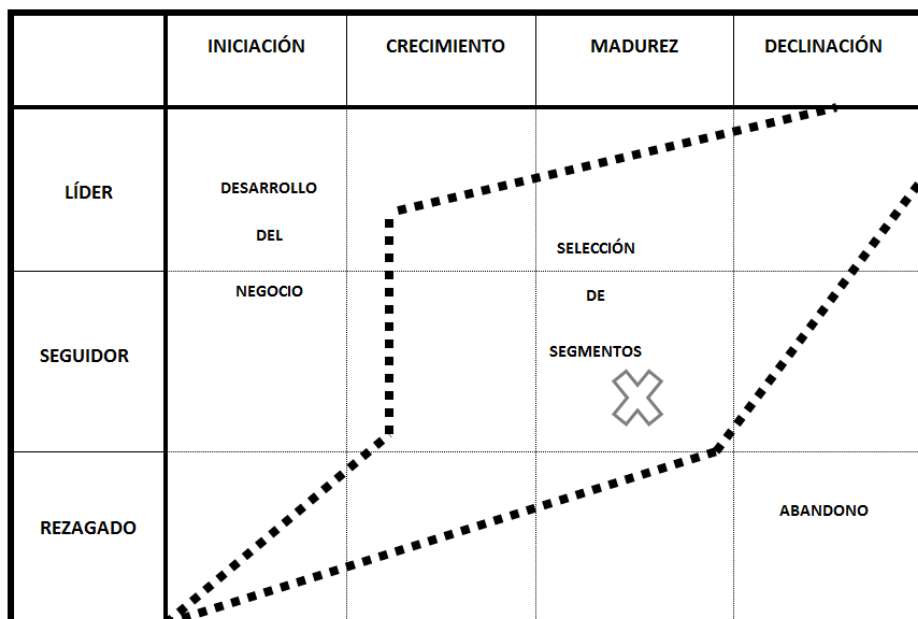 INICIACIÓN CRECIMIENTO MADUREZ DECLINACIÓN
LÍDER
DESARROLLO
DEL
NEGOCIO
SELECCIÓN
DE
SEGMENTOS
SEGUIDOR
REZAGADO
ABANDONO